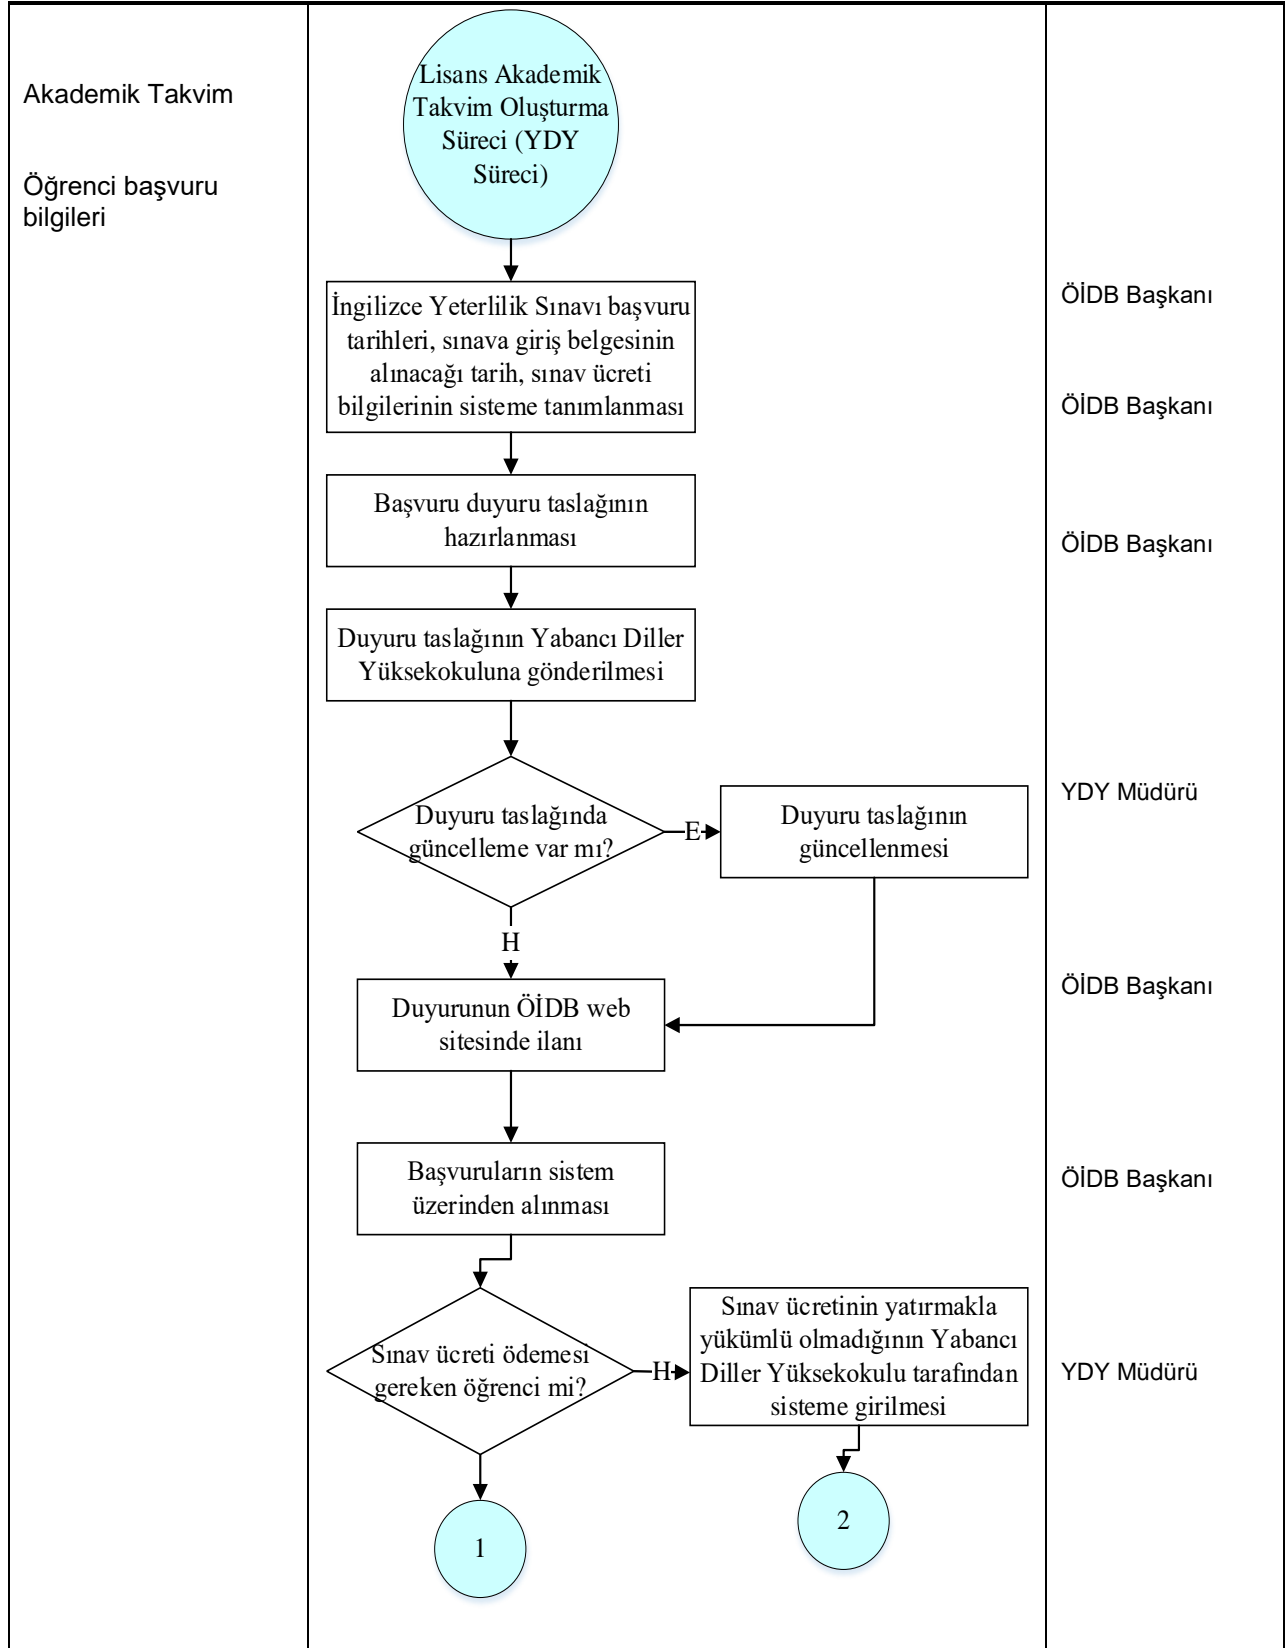 Akademik Takvim
Öğrenci başvuru
bilgileri
Lisans Akademik
Takvim Oluşturma
Süreci (YDY
Süreci)
İngilizce Yeterlilik Sınavı başvuru
tarihleri, sınava giriş belgesinin
alınacağı tarih, sınav ücreti
bilgilerinin sisteme tanımlanması
ÖİDB Başkanı
ÖİDB Başkanı
Başvuru duyuru taslağının
hazırlanması
ÖİDB Başkanı
Duyuru taslağının Yabancı Diller
Yüksekokuluna gönderilmesi
Duyuru taslağında
güncelleme var mı?
E
Duyuru taslağının
güncellenmesi
YDY Müdürü
H
Duyurunun ÖİDB web
sitesinde ilanı
ÖİDB Başkanı
Başvuruların sistem
üzerinden alınması
ÖİDB Başkanı
Sınav ücreti ödemesi
gereken öğrenci mi?
H
Sınav ücretinin yatırmakla
yükümlü olmadığının Yabancı
Diller Yüksekokulu tarafından
sisteme girilmesi
YDY Müdürü
1
2